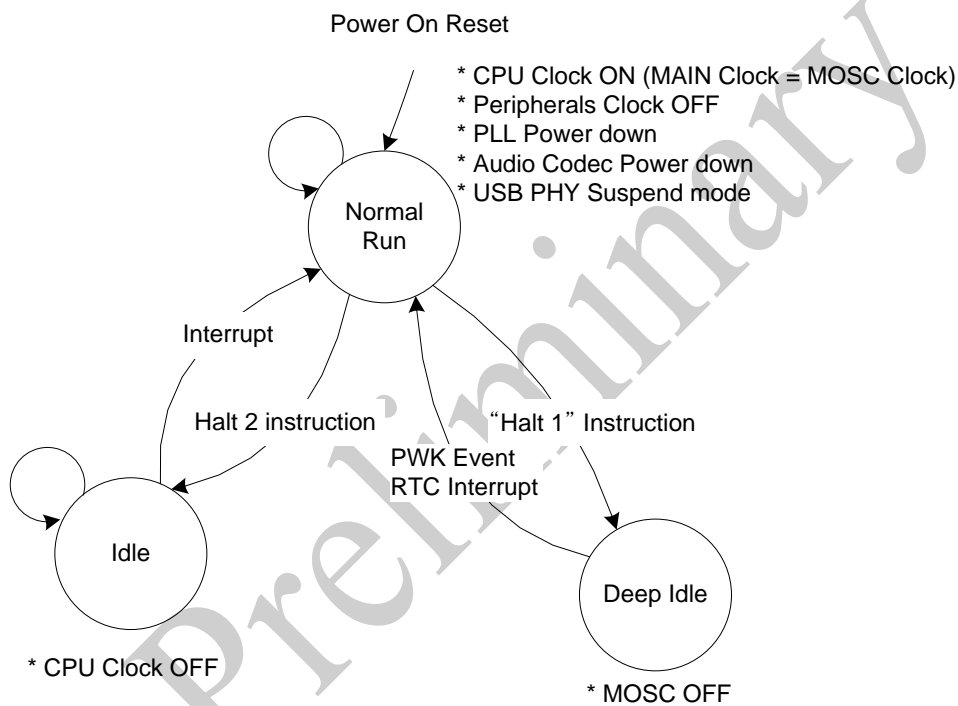 Power On Reset
* CPU Clock ON (MAIN Clock = MOSC Clock)
* Peripherals Clock OFF
* PLL Power down
* Audio Codec Power down
* USB PHY Suspend mode
Normal
Run
Interrupt
Halt 2 instruction
“Halt 1” Instruction
PWK Event
RTC Interrupt
Idle
Deep Idle
* CPU Clock OFF
* MOSC OFF
Preliminary